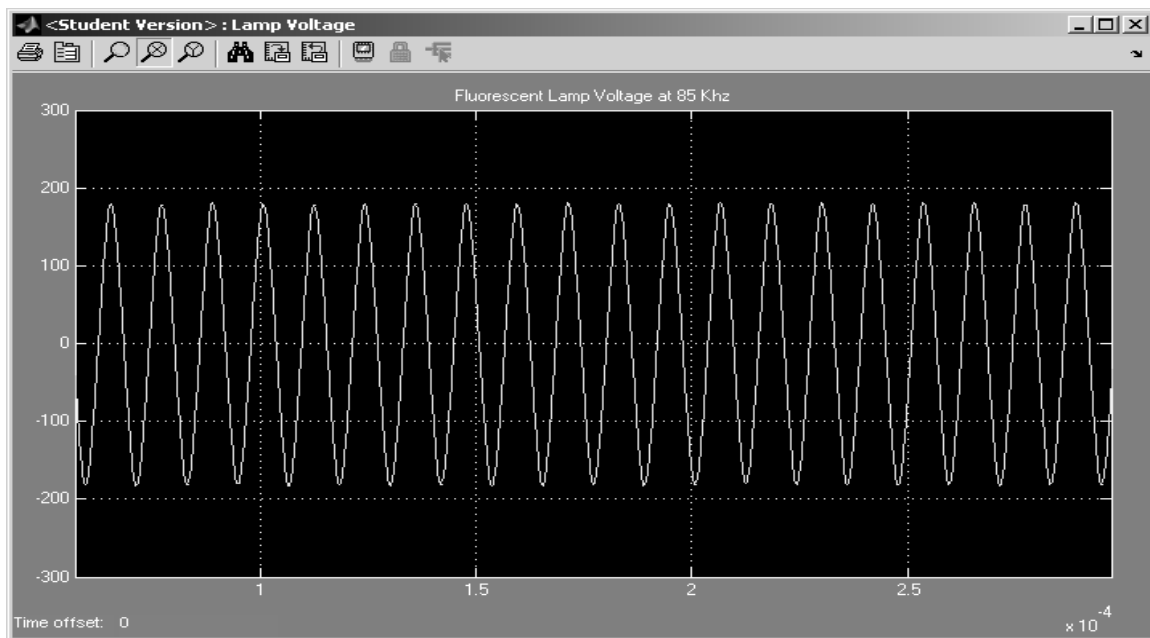 <Student Version> : Lamp Voltage
Fluorescent Lamp Voltage at 85 Khz
300
200
100
0
-100
-200
-300
1 1.5 2 2.5
Time offset: 0
x 10-4